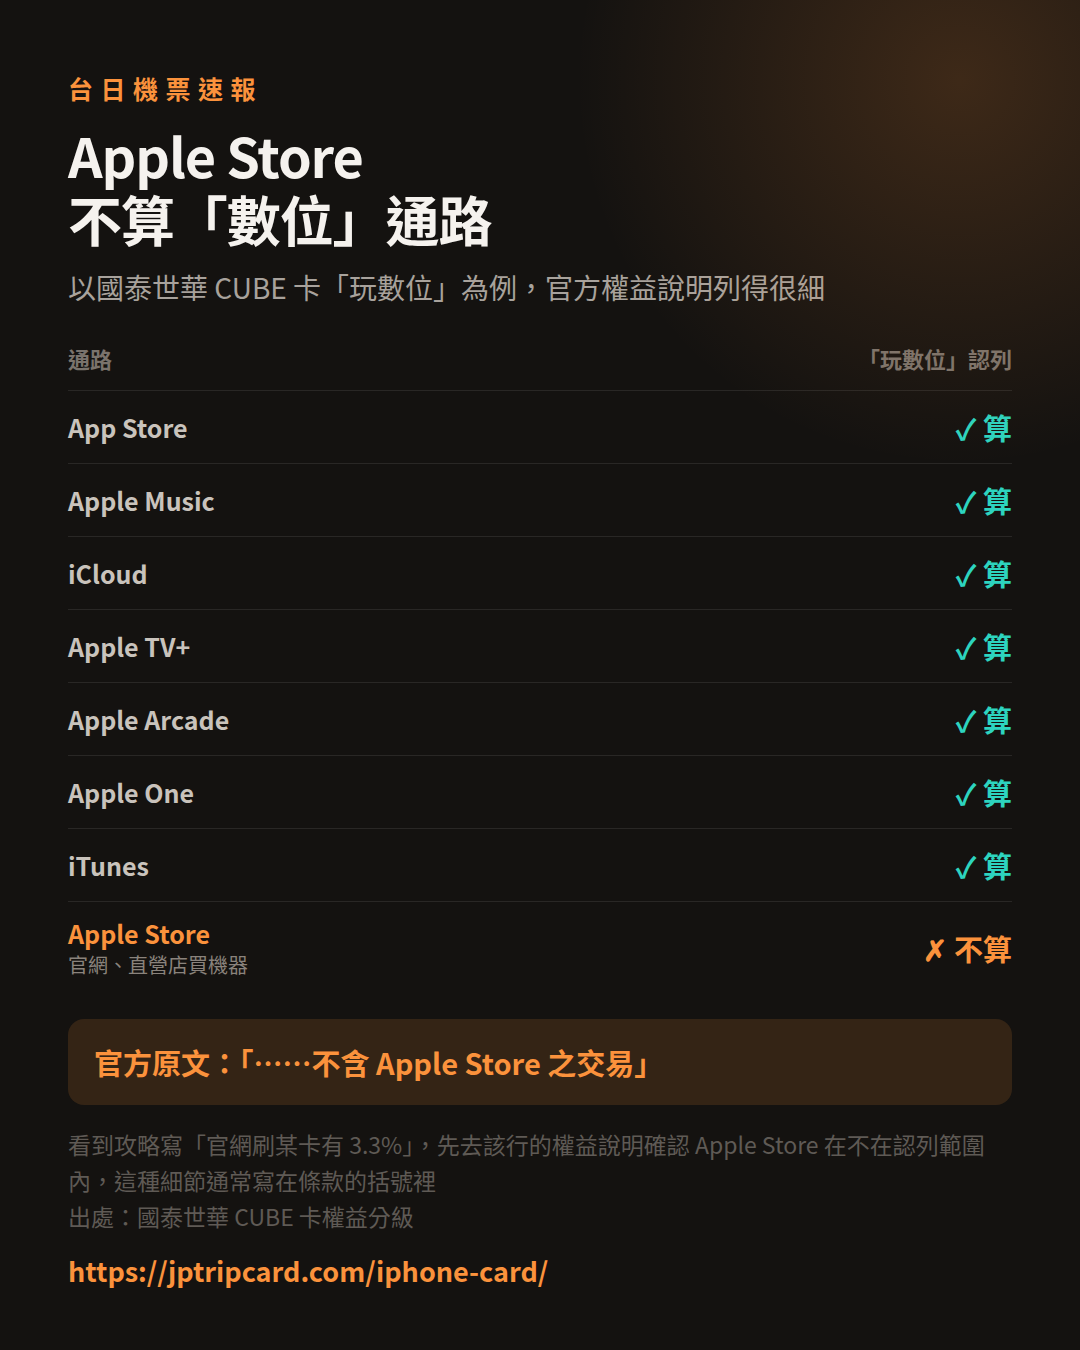 台日機票速報
Apple Store
不算「數位」通路
以國泰世華 CUBE 卡「玩數位」為例，官方權益說明列得很細
通路 「玩數位」認列
App Store ✓ 算
Apple Music ✓ 算
iCloud ✓ 算
Apple TV+ ✓ 算
Apple Arcade ✓ 算
Apple One ✓ 算
iTunes ✓ 算
Apple Store
官網、直營店買機器
✗ 不算
官方原文：「⋯⋯不含 Apple Store 之交易」
看到攻略寫「官網刷某卡有 3.3%」，先去該行的權益說明確認 Apple Store 在不在認列範圍
內，這種細節通常寫在條款的括號裡
出處：國泰世華 CUBE 卡權益分級
https://jptripcard.com/iphone-card/